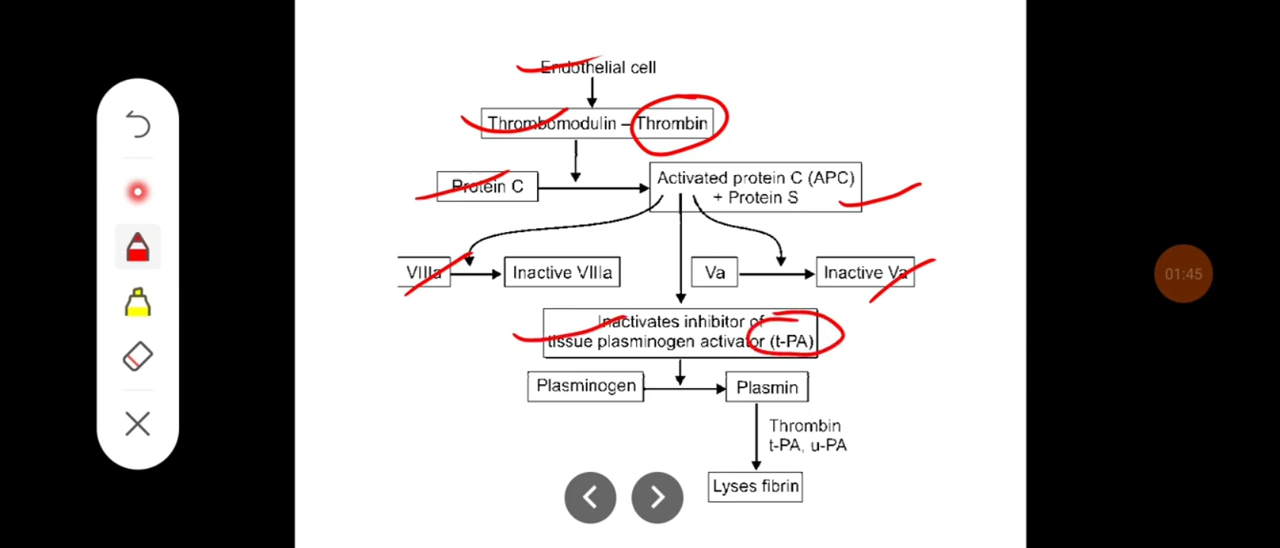 Endothelial cell
Thrombomodulin – Thrombin
Protein C
Activated protein C (APC)
+ Protein S
VIIIa
Inactive VIIIa
Va
Inactive Va
01:45
Inactivates inhibitor of
tissue plasminogen activator (t-PA)
Plasminogen
Plasmin
Thrombin
t-PA, u-PA
Lyses fibrin